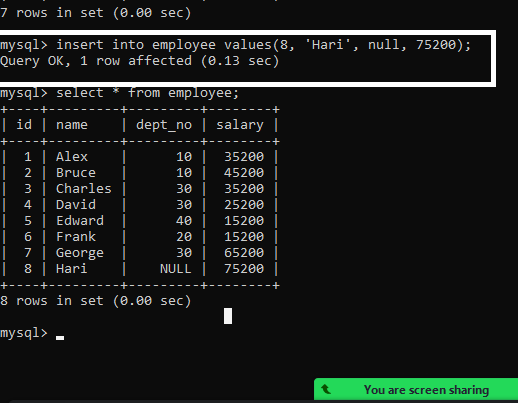 7 rows in set (0.00 sec)
mysql> insert into employee values(8, 'Hari', null, 75200);
Query OK, 1 row affected (0.13 sec)
mysql> select * from employee;
+----+---------+---------+--------+
| id | name    | dept_no | salary |
+----+---------+---------+--------+
|  1 | Alex    |      10 |  35200 |
|  2 | Bruce   |      10 |  45200 |
|  3 | Charles |      30 |  35200 |
|  4 | David   |      30 |  25200 |
|  5 | Edward  |      40 |  15200 |
|  6 | Frank   |      20 |  15200 |
|  7 | George  |      30 |  65200 |
|  8 | Hari    |    NULL |  75200 |
+----+---------+---------+--------+
8 rows in set (0.00 sec)
mysql>
You are screen sharing